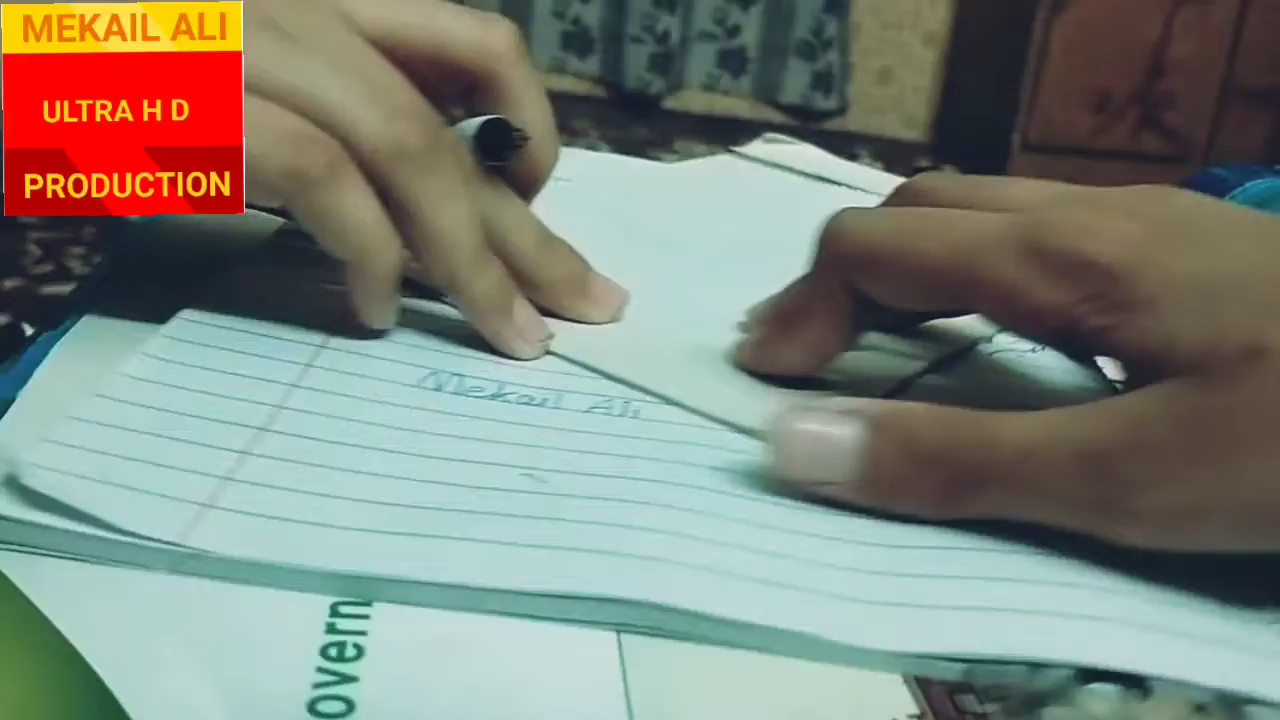 MEKAIL ALI
ULTRA H D
PRODUCTION
Mekail Ali
overn